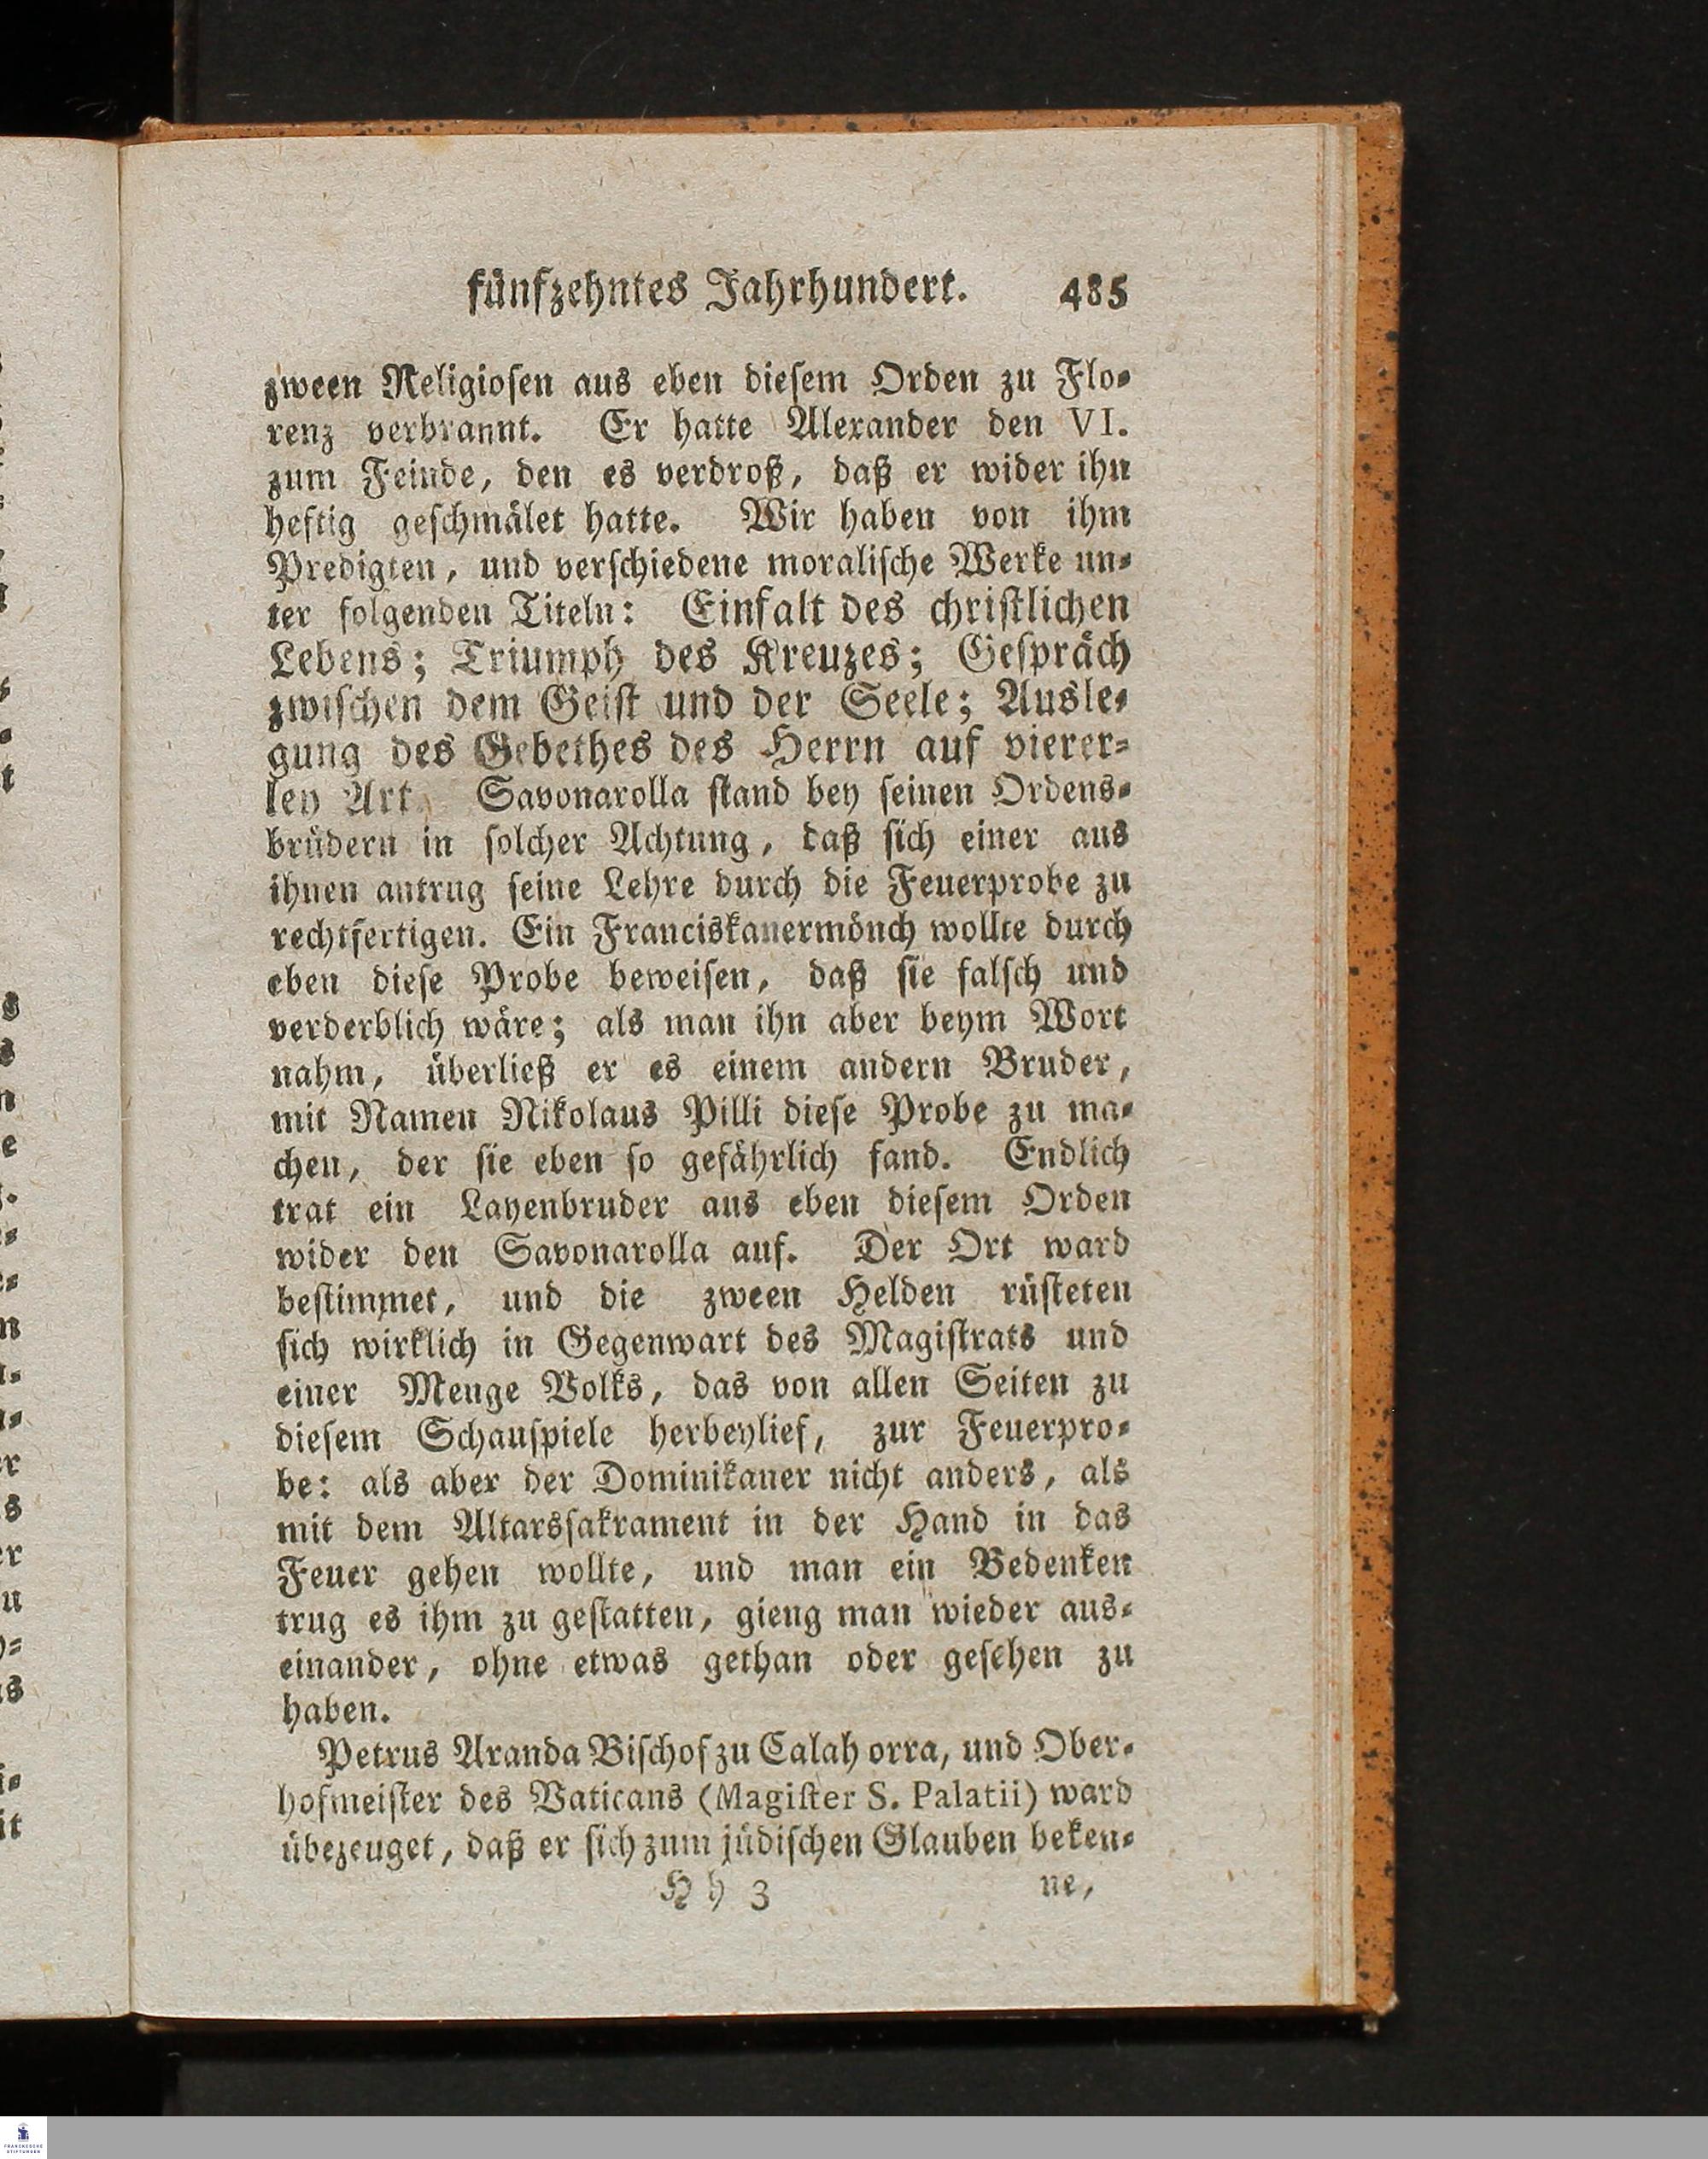 fünfzehntes Jahrhundert. 485
zween Religiosen aus eben diesem Orden zu Flo⸗
renz verbrannt. Er hatte Alexander den VI.
zum Feinde, den es verdroß, daß er wider ihn
heftig geschmälet hatte. Wir haben von ihm
Predigten, und verschiedene moralische Werke un⸗
ter folgenden Titeln: Einfalt des christlichen
Lebens; Triumph des Kreuzes; Gespräch
zwischen dem Geist und der Seele; Ausle⸗
gung des Gebethes des Herrn auf vierer⸗
ley Art. Savonarolla stand bey seinen Ordens⸗
brüdern in solcher Achtung, daß sich einer aus
ihnen antrug seine Lehre durch die Feuerprobe zu
rechtfertigen. Ein Franciskanermönch wollte durch
eben diese Probe beweisen, daß sie falsch und
verderblich wäre; als man ihn aber beym Wort
nahm, überließ er es einem andern Bruder,
mit Namen Nikolaus Pilli diese Probe zu ma⸗
chen, der sie eben so gefährlich fand. Endlich
trat ein Layenbruder aus eben diesem Orden
wider den Savonarolla auf. Der Ort ward
bestimmet, und die zween Helden rüsteten
sich wirklich in Gegenwart des Magistrats und
einer Menge Volks, das von allen Seiten zu
diesem Schauspiele herbeylief, zur Feuerpro⸗
be: als aber der Dominikaner nicht anders, als
mit dem Altarssakrament in der Hand in das
Feuer gehen wollte, und man ein Bedenken
trug es ihm zu gestatten, gieng man wieder aus⸗
einander, ohne etwas gethan oder gesehen zu
haben.
Petrus Aranda Bischof zu Calah orra, und Ober⸗
hofmeister des Vaticans (Magister S. Palatii) ward
übezeuget, daß er sich zum jüdischen Glauben beken⸗
H h 3 ne,
FRANCKESCHE
STIFTUNGEN